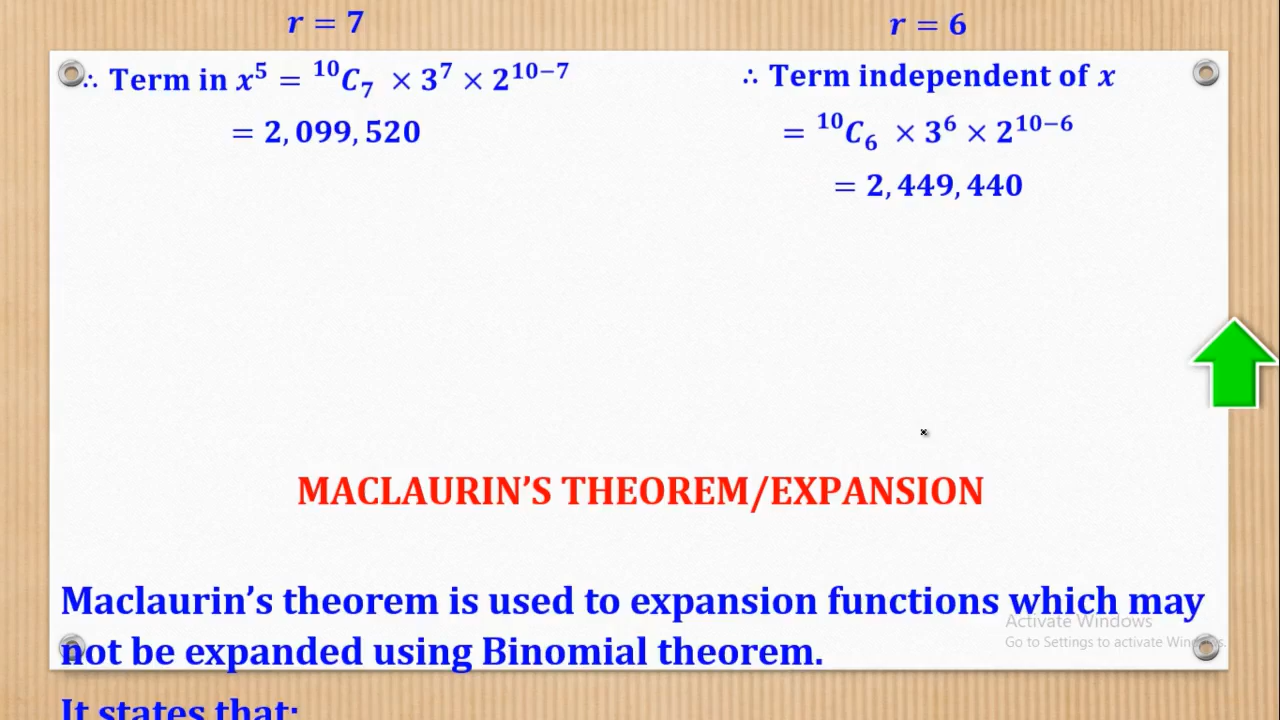 r = 7
r = 6
∴ Term in x⁵ = ¹⁰C₇ × 3⁷ × 2¹⁰⁻⁷
= 2,099,520
∴ Term independent of x
= ¹⁰C₆ × 3⁶ × 2¹⁰⁻⁶
= 2,449,440
MACLAURIN’S THEOREM/EXPANSION
Maclaurin’s theorem is used to expansion functions which may
not be expanded using Binomial theorem.
It states that:
Activate Windows
Go to Settings to activate Windows.